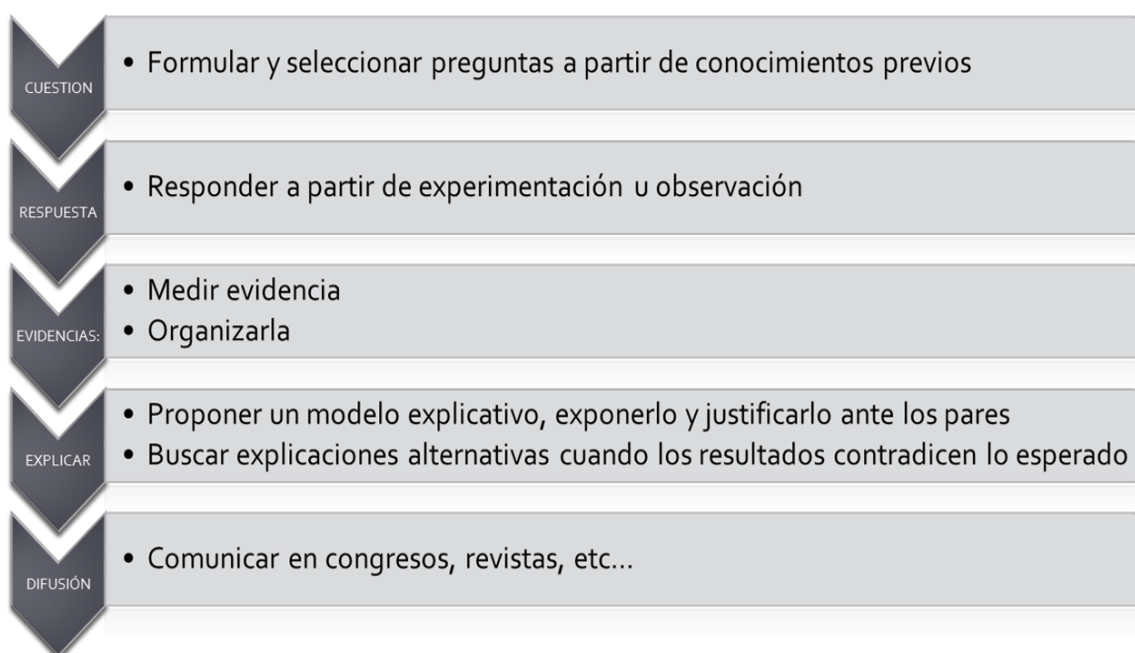 CUESTION
• Formular y seleccionar preguntas a partir de conocimientos previos
RESPUESTA
• Responder a partir de experimentación u observación
EVIDENCIAS:
• Medir evidencia
• Organizarla
EXPLICAR
• Proponer un modelo explicativo, exponerlo y justificarlo ante los pares
• Buscar explicaciones alternativas cuando los resultados contradicen lo esperado
DIFUSIÓN
• Comunicar en congresos, revistas, etc...